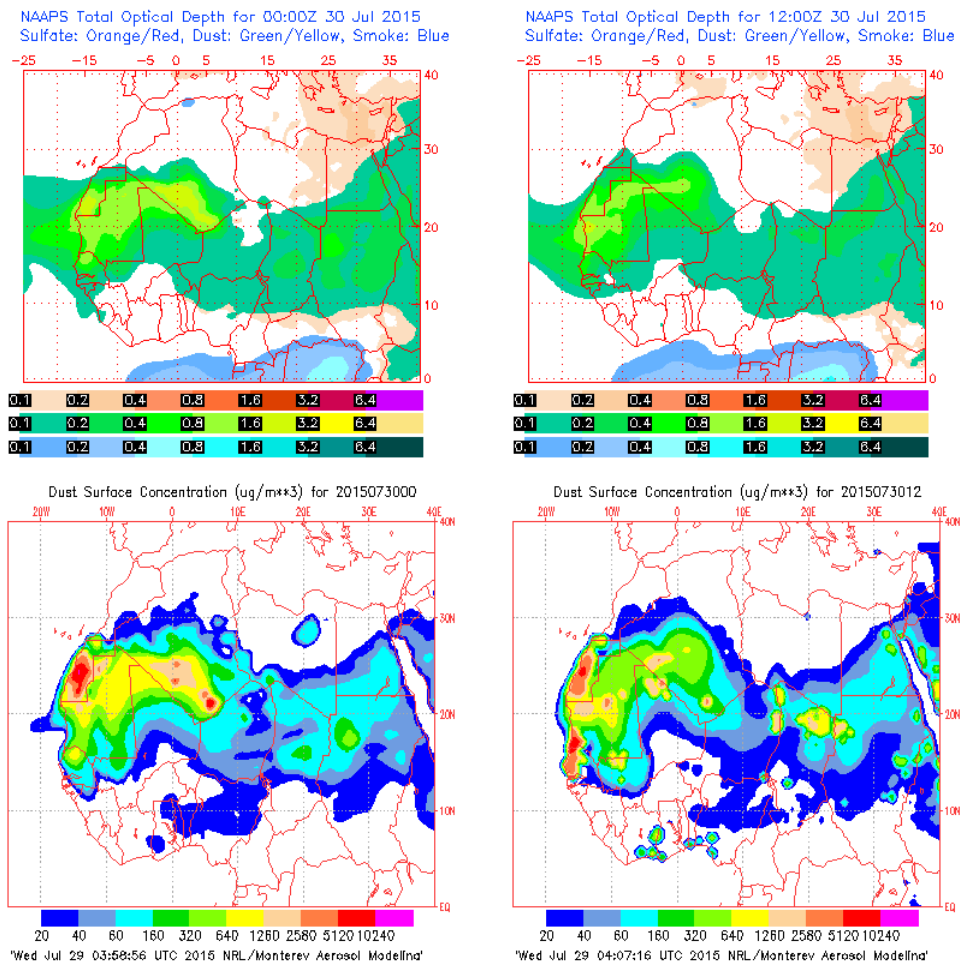 NAAPS Total Optical Depth for 00:00Z 30 Jul 2015
Sulfate: Orange/Red, Dust: Green/Yellow, Smoke: Blue
-25 -15 -5 0 5 15 25 35
40
30
20
10
0
0.1 0.2 0.4 0.8 1.6 3.2 6.4
0.1 0.2 0.4 0.8 1.6 3.2 6.4
0.1 0.2 0.4 0.8 1.6 3.2 6.4
NAAPS Total Optical Depth for 12:00Z 30 Jul 2015
Sulfate: Orange/Red, Dust: Green/Yellow, Smoke: Blue
-25 -15 -5 0 5 15 25 35
40
30
20
10
0
0.1 0.2 0.4 0.8 1.6 3.2 6.4
0.1 0.2 0.4 0.8 1.6 3.2 6.4
0.1 0.2 0.4 0.8 1.6 3.2 6.4
Dust Surface Concentration (ug/m**3) for 2015073000
20W 10W 0 10E 20E 30E 40E
40N
30N
20N
10N
EQ
20 40 60 160 320 640 1260 2580 5120 10240
'Wed Jul 29 03:58:56 UTC 2015 NRL/Monterey Aerosol Modeling'
Dust Surface Concentration (ug/m**3) for 2015073012
20W 10W 0 10E 20E 30E 40E
40N
30N
20N
10N
EQ
20 40 60 160 320 640 1260 2580 5120 10240
'Wed Jul 29 04:07:16 UTC 2015 NRL/Monterey Aerosol Modeling'